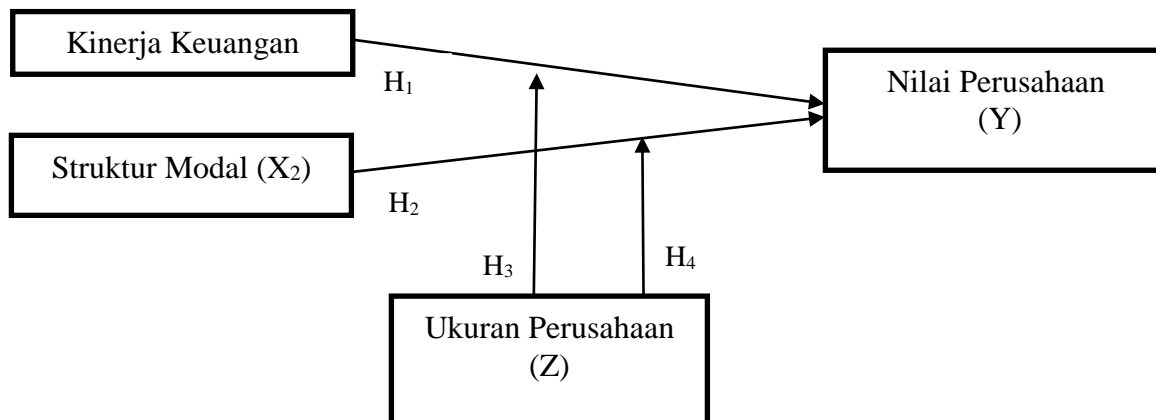 Kinerja Keuangan
H₁
Nilai Perusahaan
(Y)
Struktur Modal (X₂)
H₂
H₃
H₄
Ukuran Perusahaan
(Z)